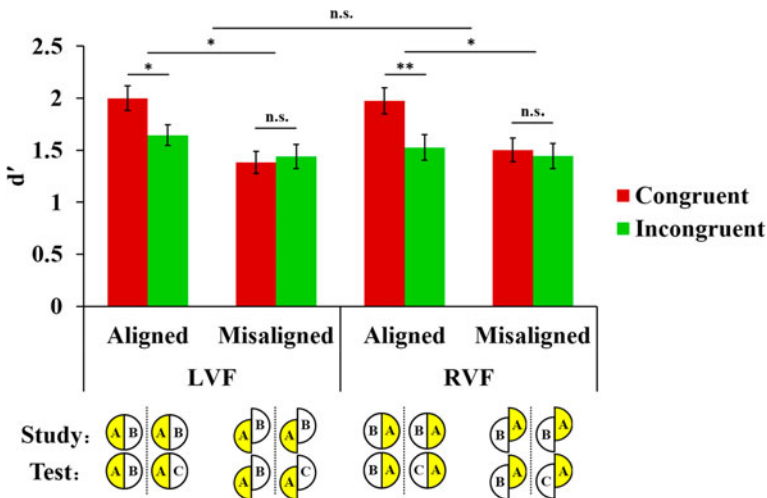 n.s.
* *
2.5
* **
2
n.s. n.s.
1.5
d′
Congruent
1
Incongruent
0.5
0
Aligned Misaligned Aligned Misaligned
LVF RVF
Study: A B A B A B A B B A B A B A B A
Test: A B A C A B A C B A C A B A C A